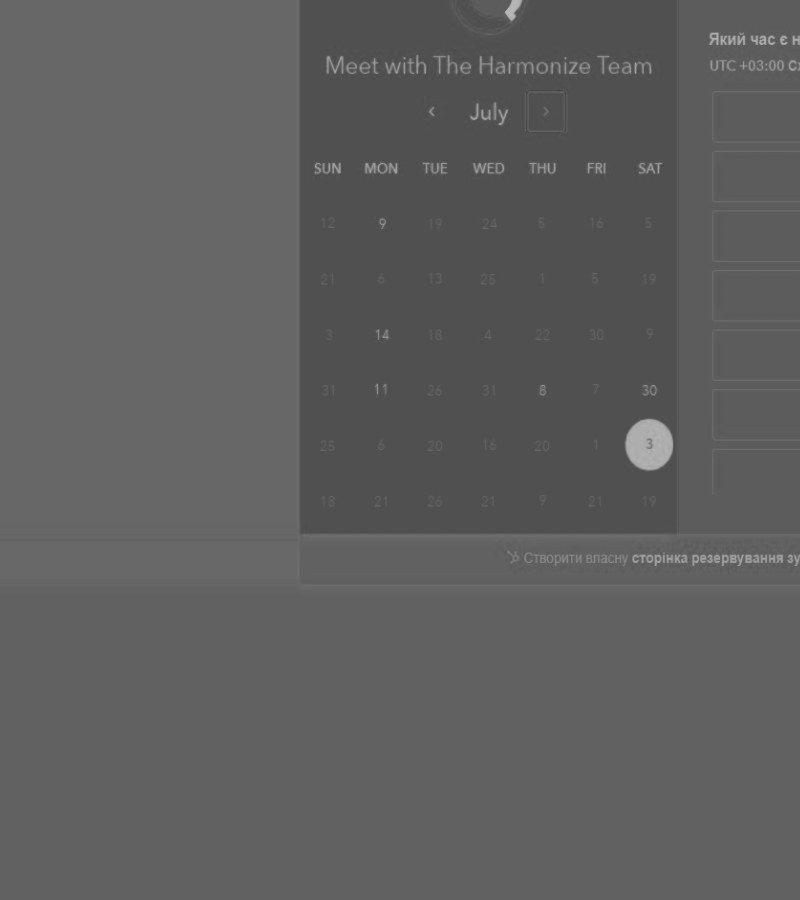 Meet with The Harmonize Team
‹ July ›
SUN MON TUE WED THU FRI SAT
12 9 19 24 5 16 5
21 6 13 25 1 5 19
3 14 18 4 22 30 9
31 11 26 31 8 7 30
25 6 20 16 20 1 3
18 21 26 21 9 21 19
Який час є н
UTC +03:00 Сх
Створити власну сторінка резервування зу